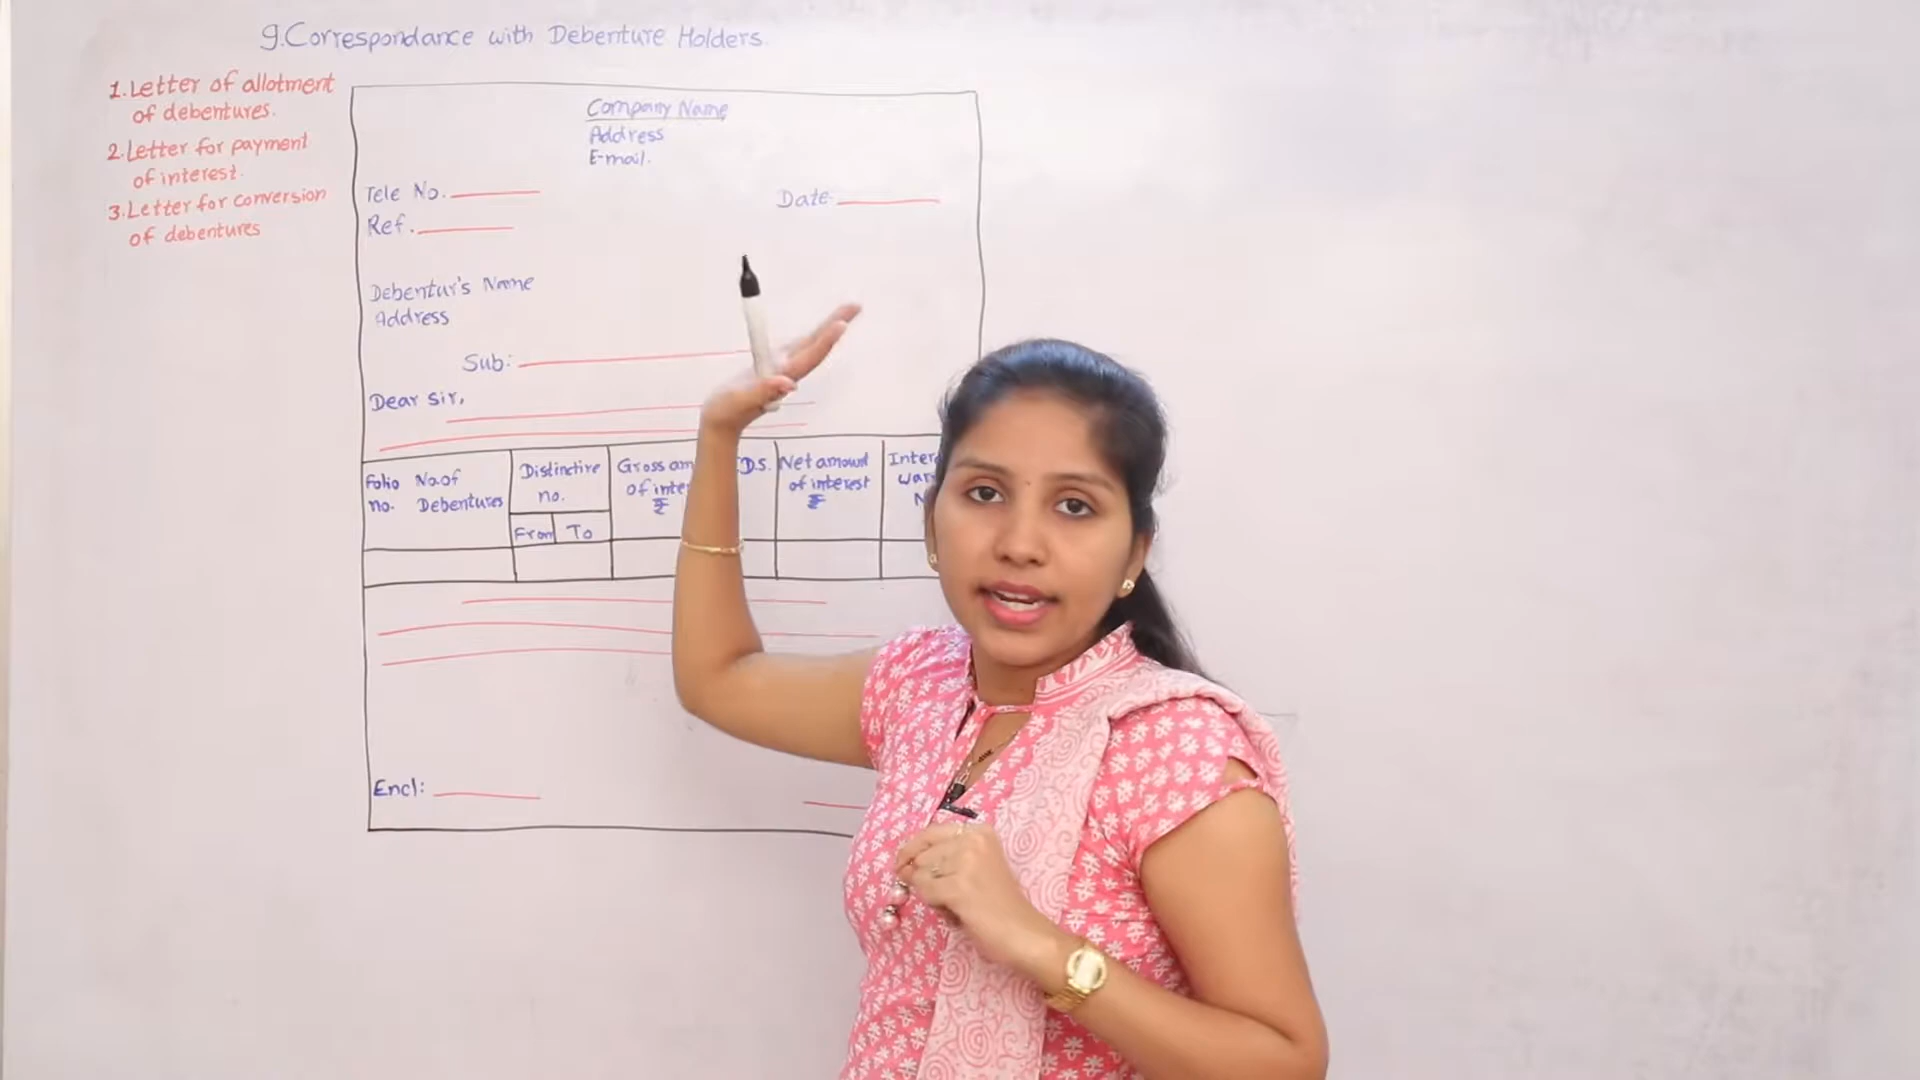 9.Correspondance with Debenture Holders.
1.Letter of allotment
of debentures.
2.Letter for payment
of interest.
3.Letter for conversion
of debentures
Company Name
Address
E-mail.
Tele No.
Date
Ref.
Debentur's Name
Address
Sub:
Dear Sir,
Folio no.
No.of Debentures
Distinctive no.
From To
Gross am
of inte
₹
D.S.
Net amount
of interest
₹
Inter
War
N
Encl: